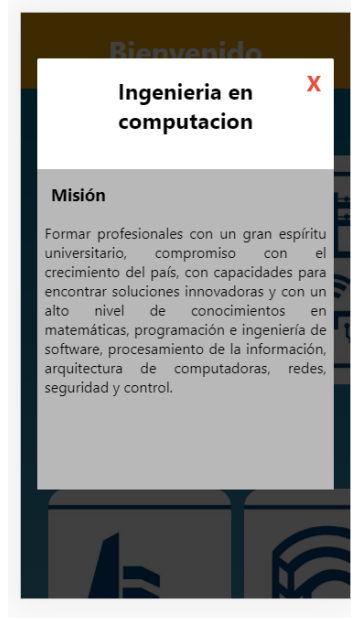 Bienvenido
Ingenieria en
computacion
X
Misión
Formar profesionales con un gran espíritu
universitario, compromiso con el
crecimiento del país, con capacidades para
encontrar soluciones innovadoras y con un
alto nivel de conocimientos en
matemáticas, programación e ingeniería de
software, procesamiento de la información,
arquitectura de computadoras, redes,
seguridad y control.